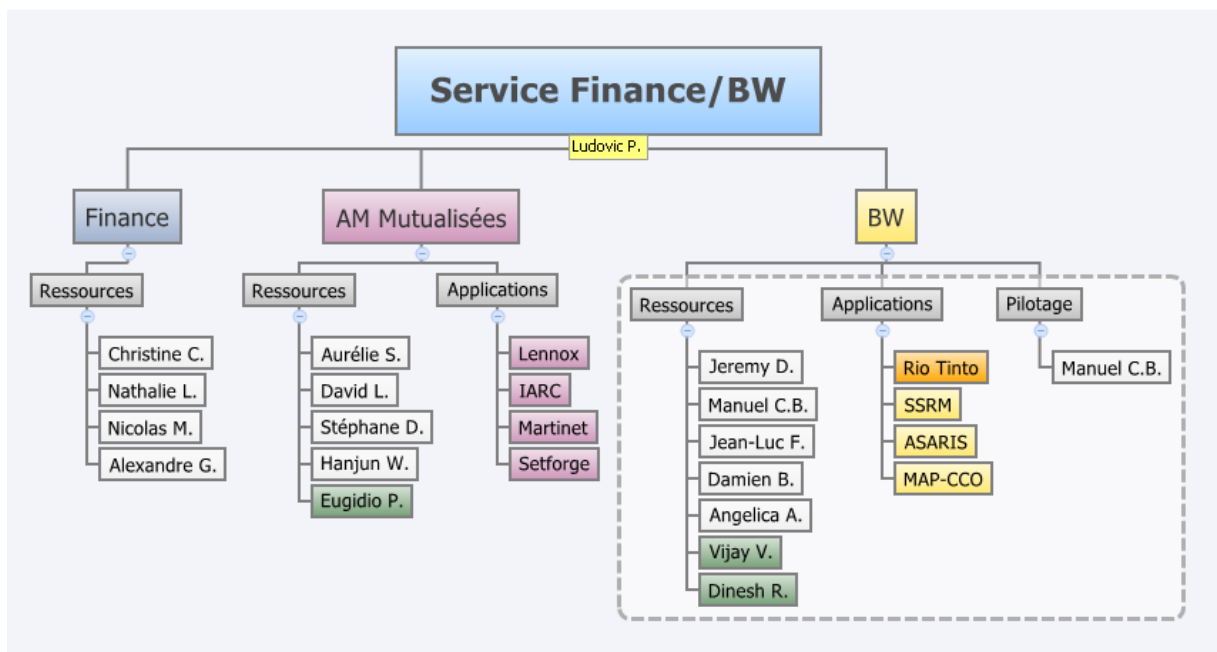 Service Finance/BW
Ludovic P.
Finance
AM Mutualisées
BW
Ressources
Christine C.
Nathalie L.
Nicolas M.
Alexandre G.
Ressources
Aurélie S.
David L.
Stéphane D.
Hanjun W.
Eugidio P.
Applications
Lennox
IARC
Martinet
Setforge
Ressources
Jeremy D.
Manuel C.B.
Jean-Luc F.
Damien B.
Angelica A.
Vijay V.
Dinesh R.
Applications
Rio Tinto
SSRM
ASARIS
MAP-CCO
Pilotage
Manuel C.B.